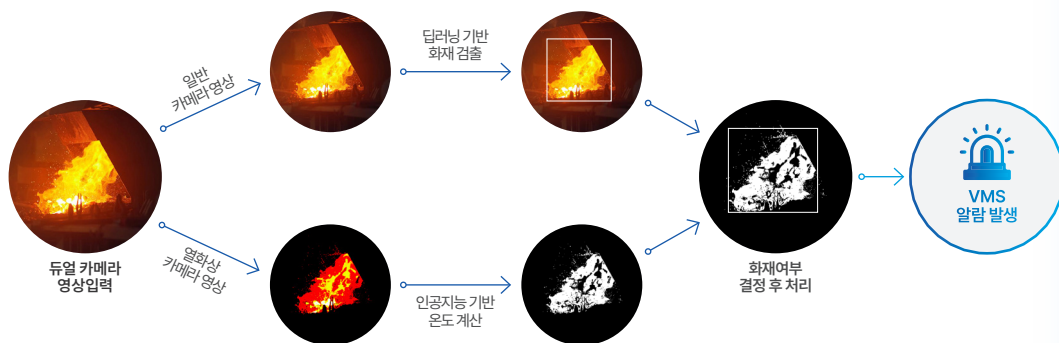 듀얼 카메라
영상입력
일반
카메라 영상
열화상
카메라 영상
딥러닝 기반
화재 검출
인공지능 기반
온도 계산
화재여부
결정 후 처리
VMS
알람 발생